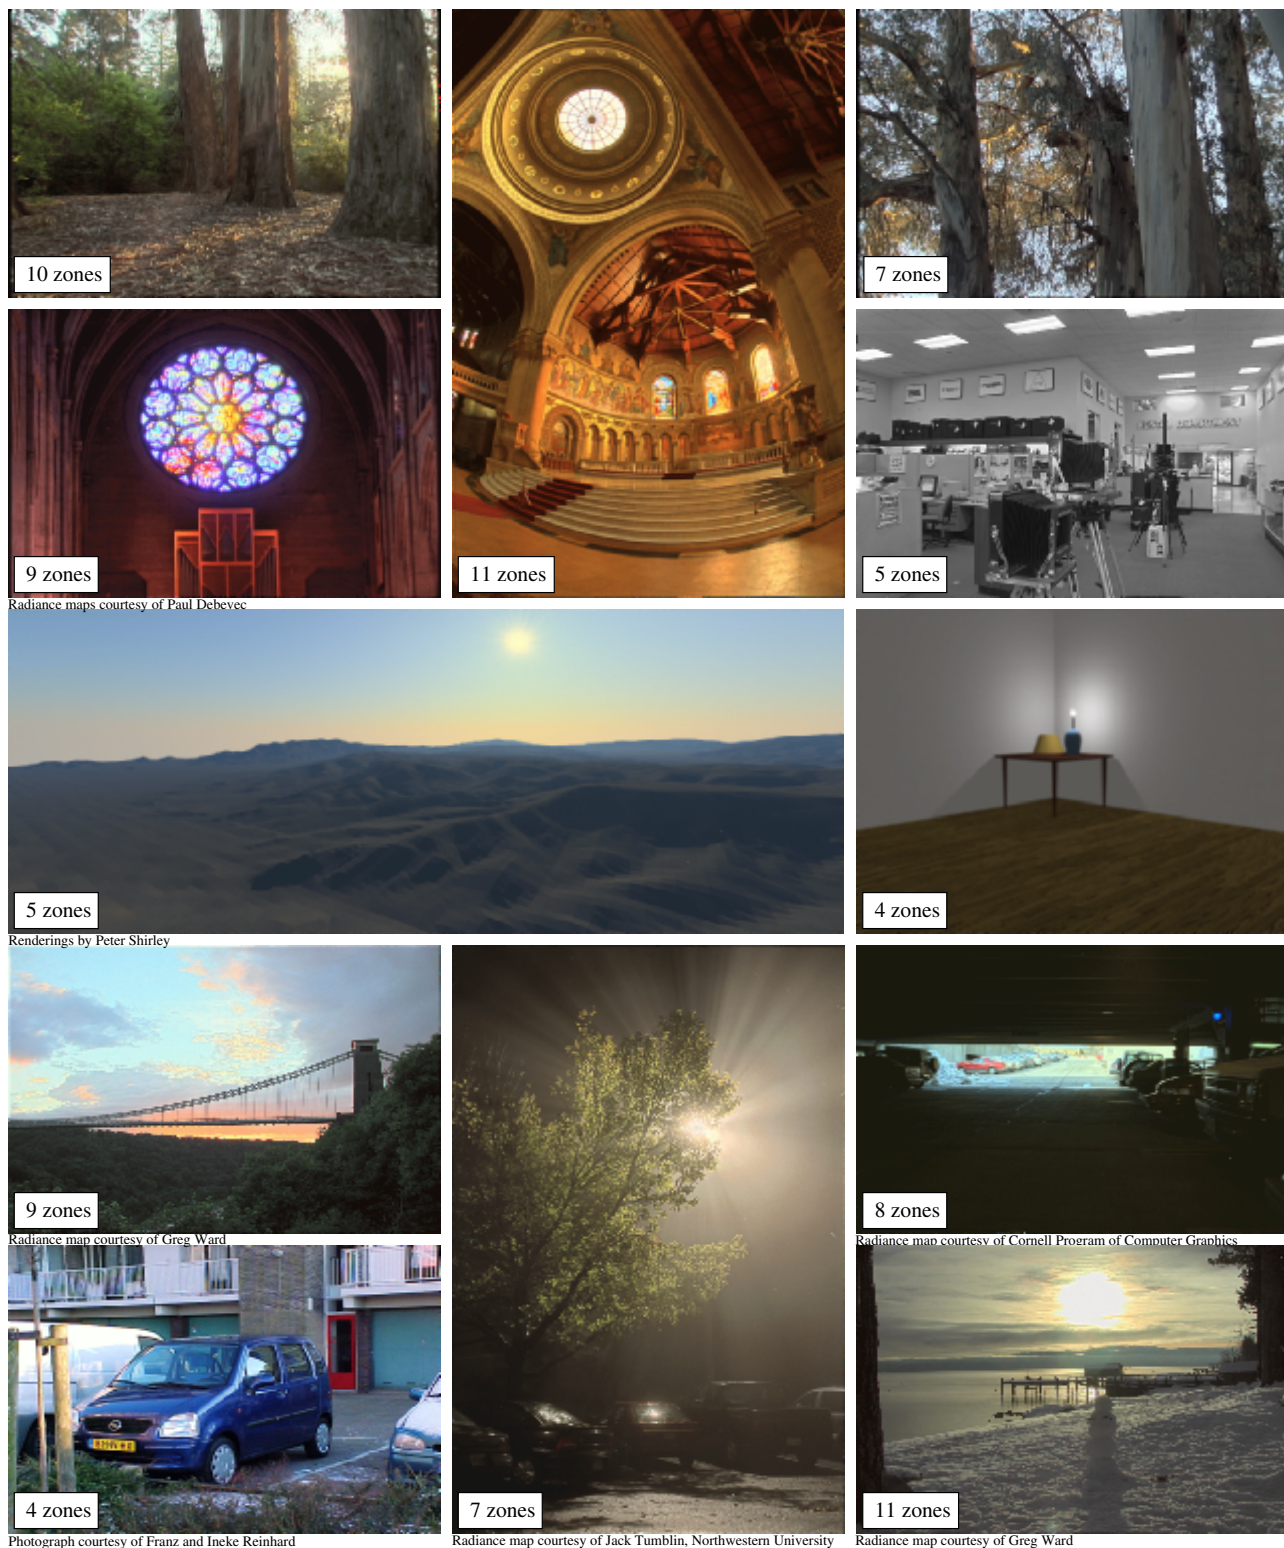 10 zones
7 zones
9 zones
11 zones
5 zones
Radiance maps courtesy of Paul Debevec
5 zones
4 zones
Renderings by Peter Shirley
9 zones
8 zones
Radiance map courtesy of Greg Ward
Radiance map courtesy of Cornell Program of Computer Graphics
4 zones
7 zones
11 zones
Photograph courtesy of Franz and Ineke Reinhard
Radiance map courtesy of Jack Tumblin, Northwestern University
Radiance map courtesy of Greg Ward